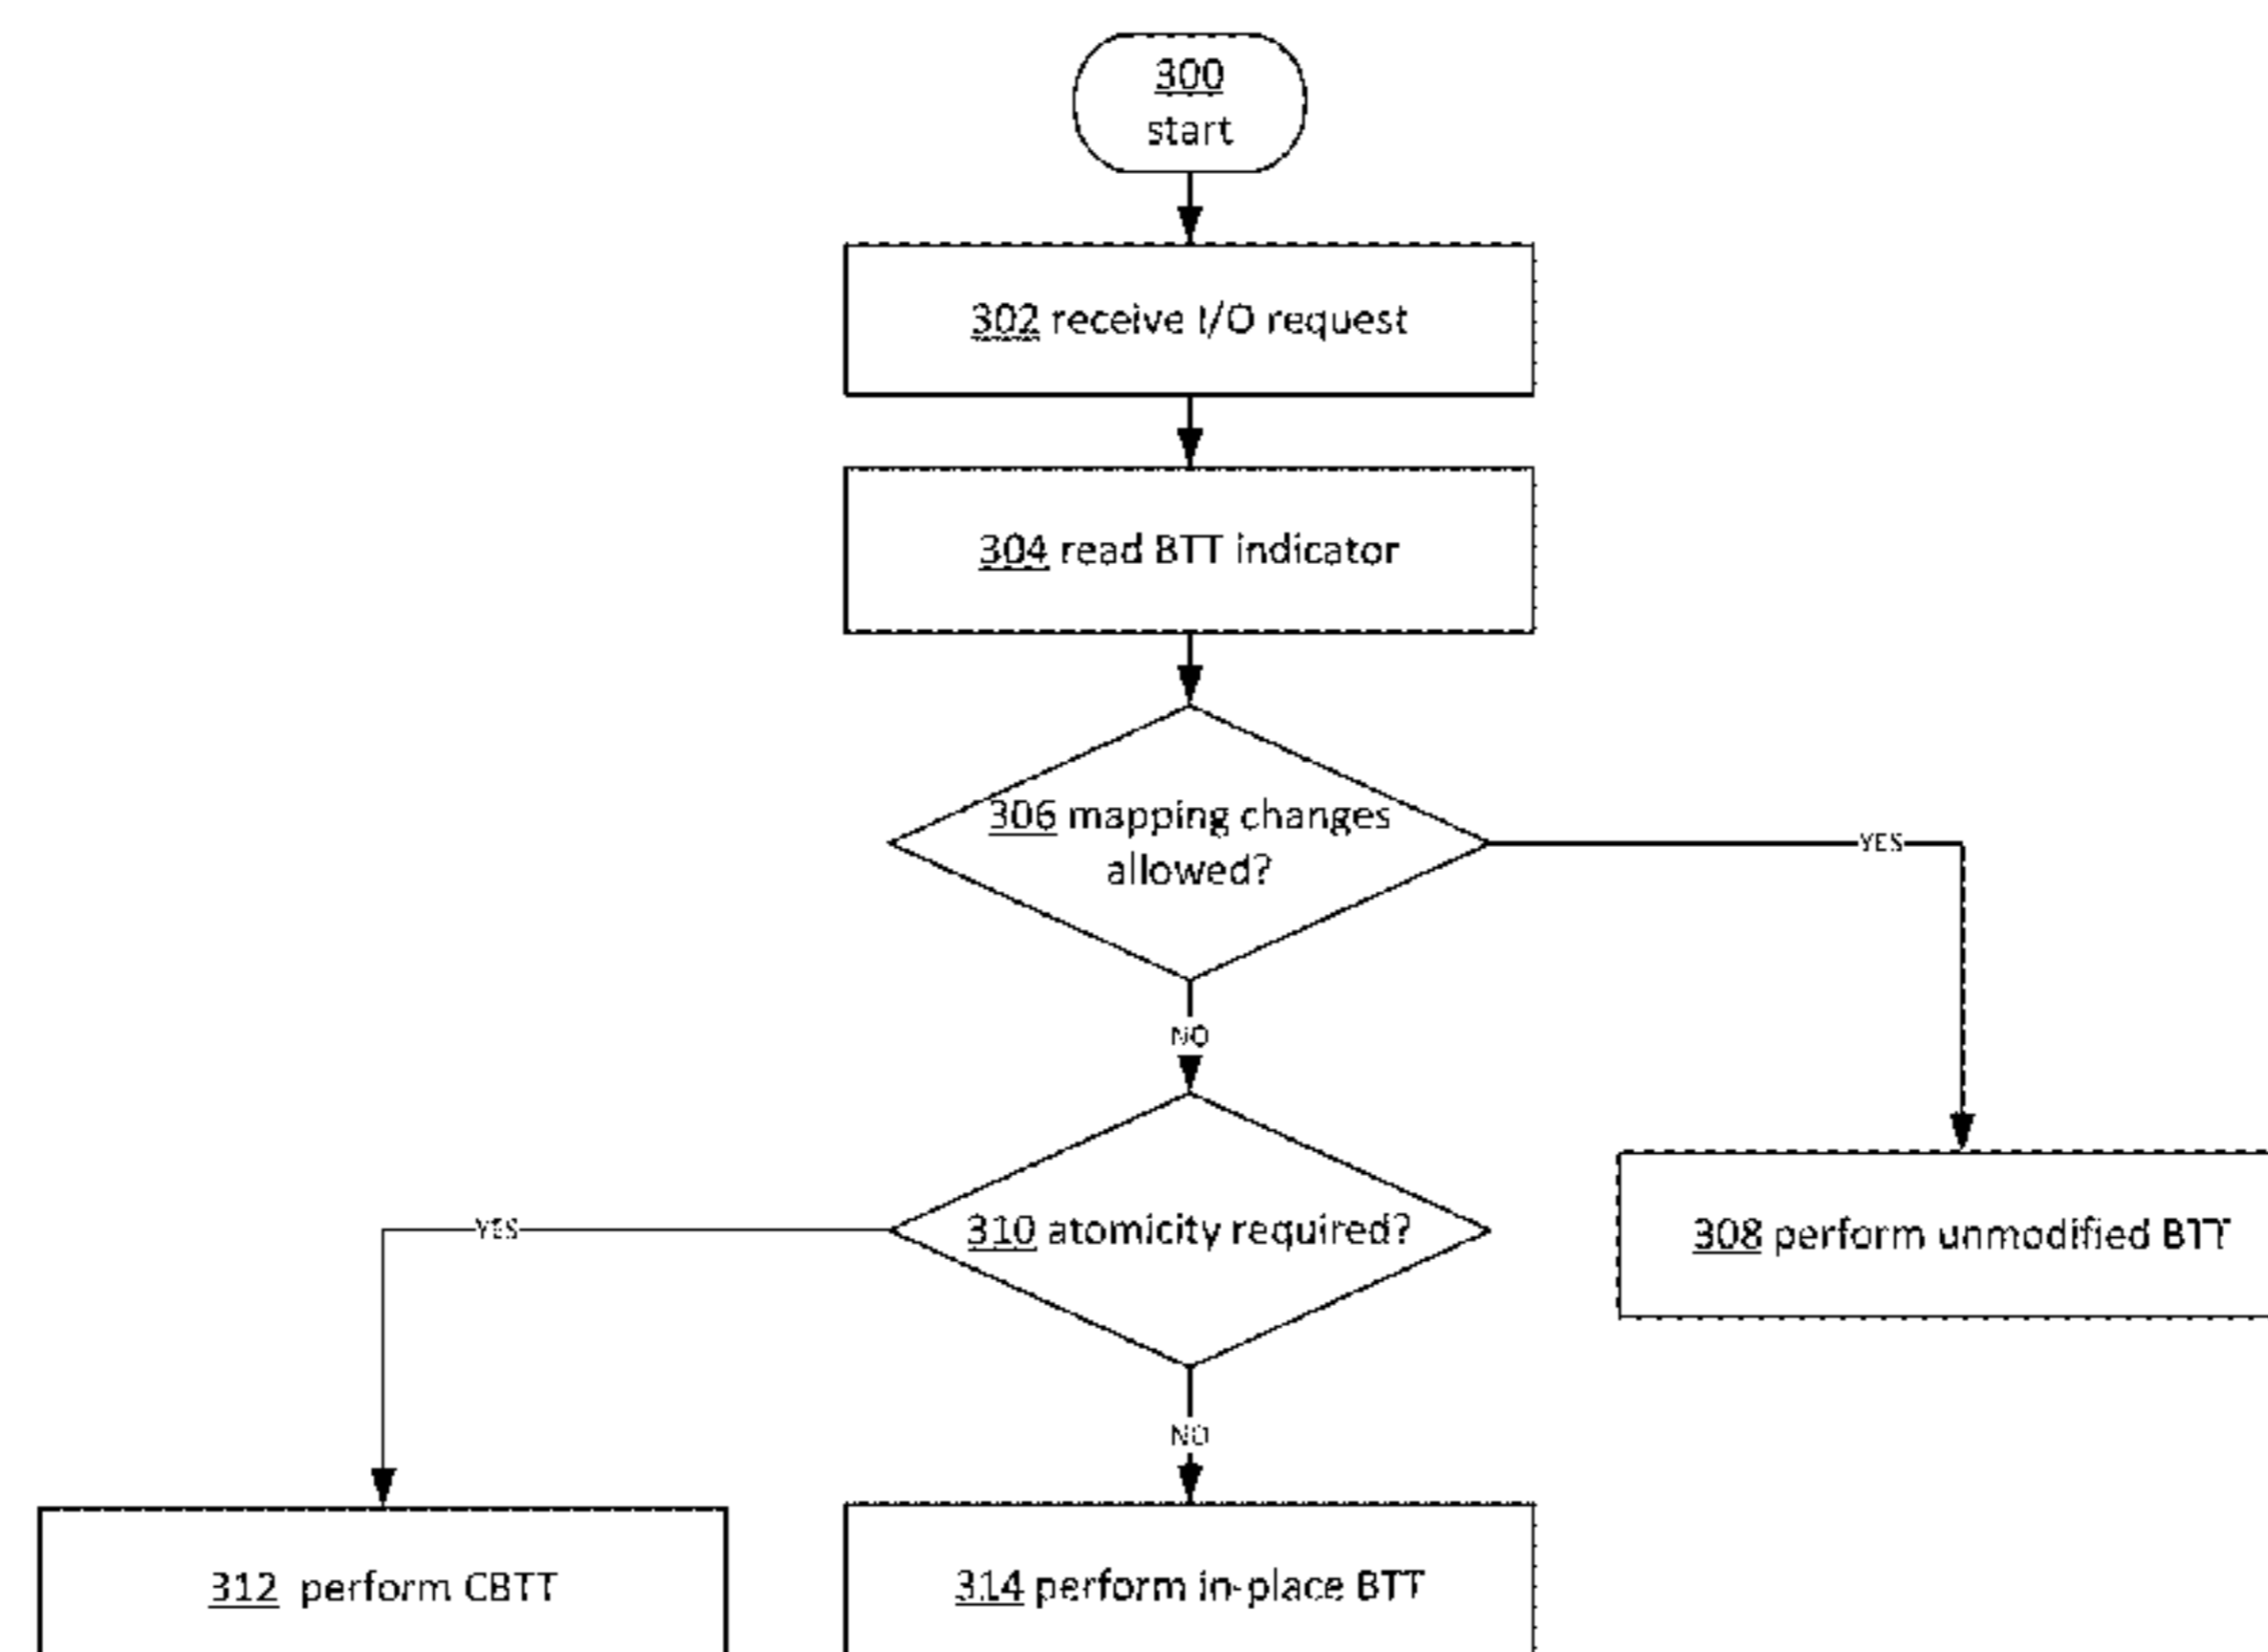 300
start
302 receive I/O request
304 read BTT indicator
306 mapping changes
allowed?
YES
NO
310 atomicity required?
YES
308 perform unmodified BTT
NO
312 perform CBTT
314 perform in-place BTT